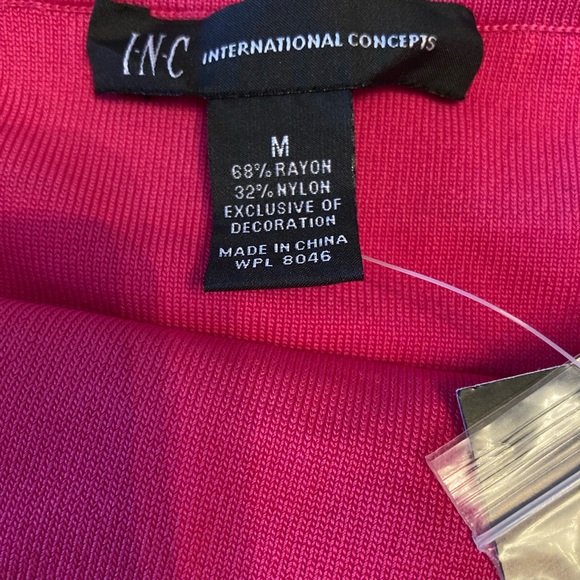 I·N·C INTERNATIONAL CONCEPTS
M
68% RAYON
32% NYLON
EXCLUSIVE OF
DECORATION
MADE IN CHINA
WPL 8046